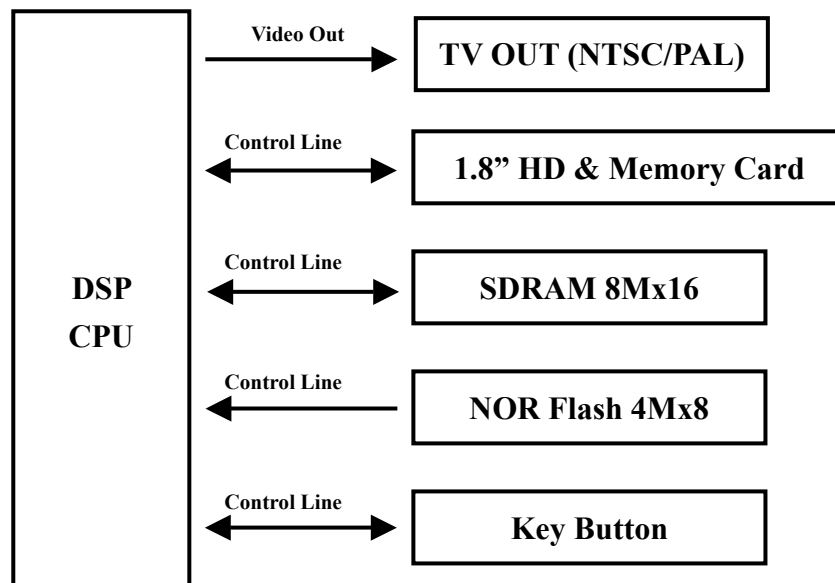 Video Out
TV OUT (NTSC/PAL)
Control Line
1.8” HD & Memory Card
Control Line
SDRAM 8Mx16
DSP
CPU
Control Line
NOR Flash 4Mx8
Control Line
Key Button